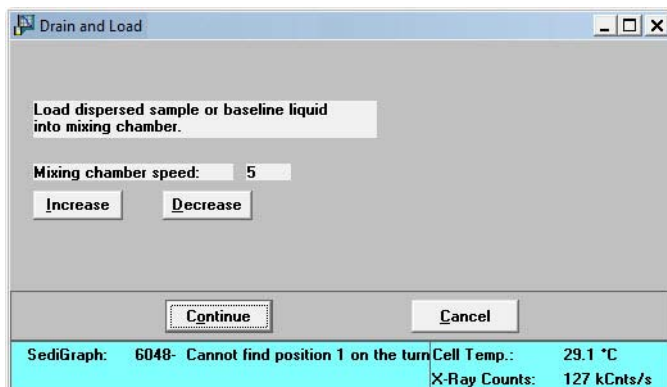 Drain and Load
Load dispersed sample or baseline liquid
into mixing chamber.
Mixing chamber speed: 5
Increase Decrease
Continue Cancel
SediGraph: 6048- Cannot find position 1 on the turn Cell Temp.: 29.1 °C
X-Ray Counts: 127 kCnts/s